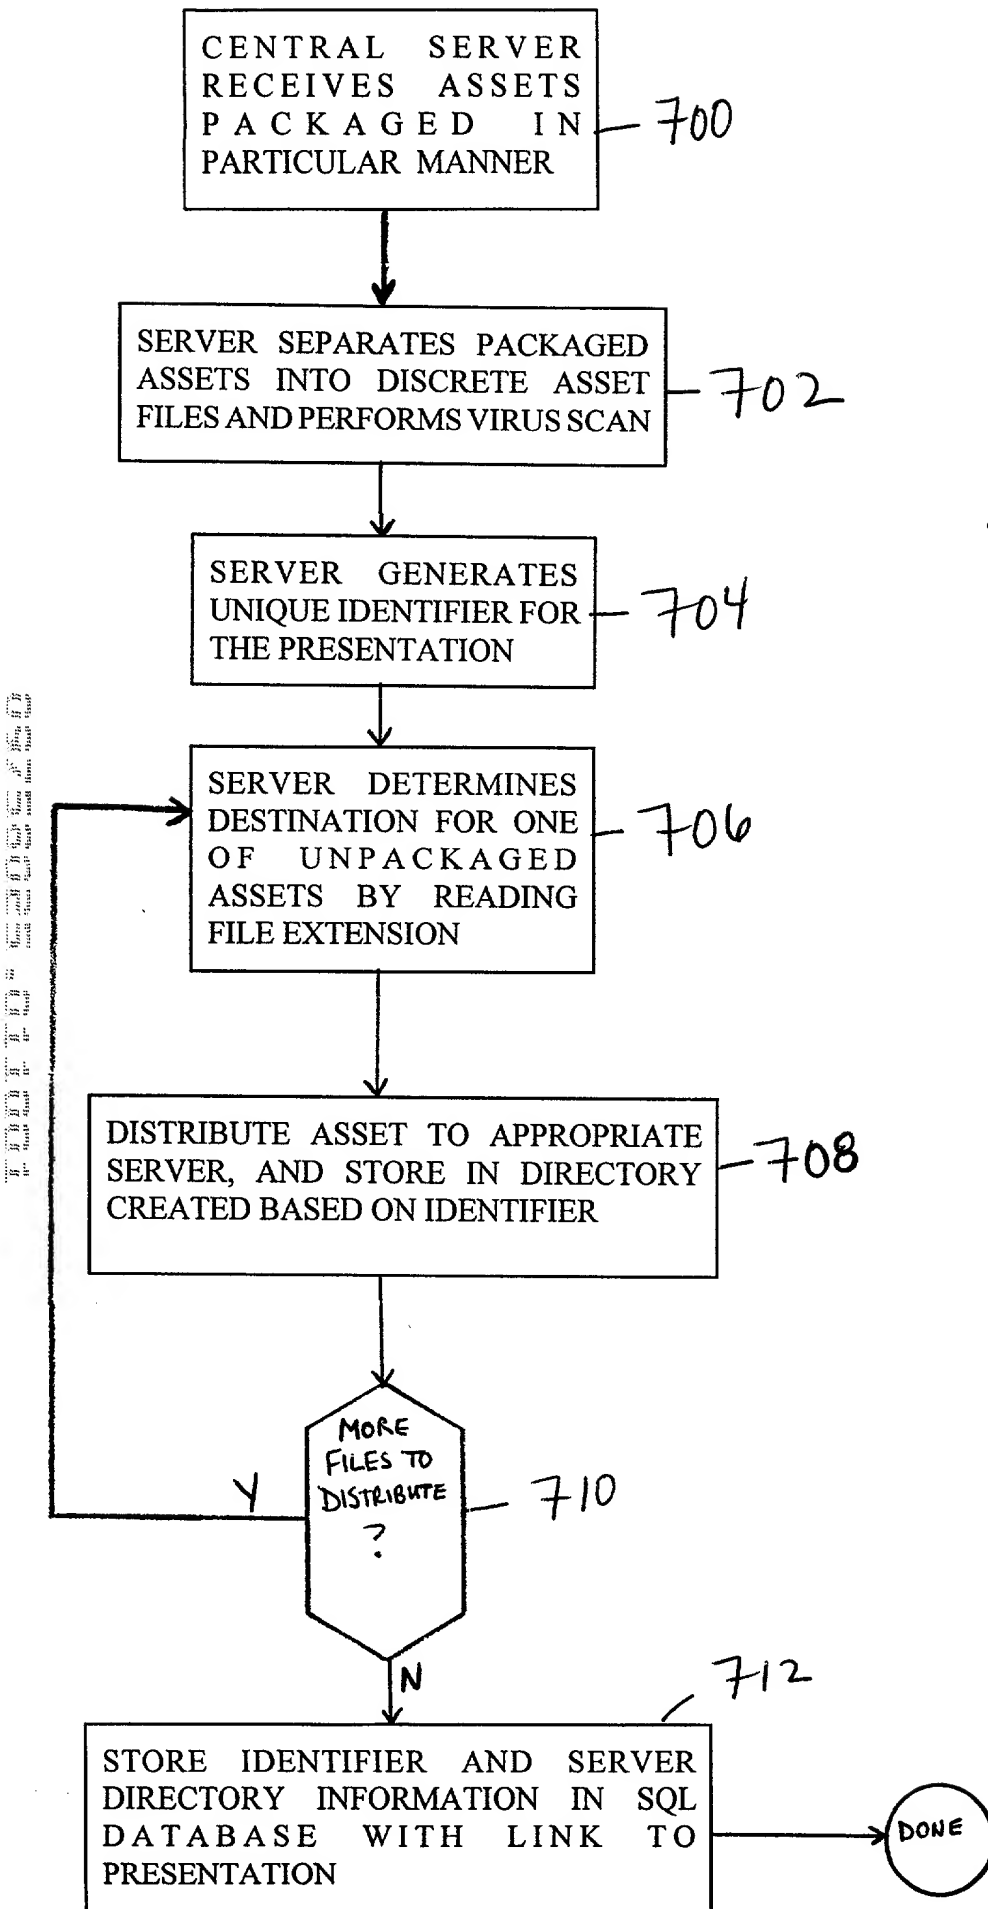 CENTRAL SERVER
RECEIVES ASSETS
PACKAGED IN
PARTICULAR MANNER
700
SERVER SEPARATES PACKAGED
ASSETS INTO DISCRETE ASSET
FILES AND PERFORMS VIRUS SCAN
702
SERVER GENERATES
UNIQUE IDENTIFIER FOR
THE PRESENTATION
704
SERVER DETERMINES
DESTINATION FOR ONE
OF UNPACKAGED
ASSETS BY READING
FILE EXTENSION
706
DISTRIBUTE ASSET TO APPROPRIATE
SERVER, AND STORE IN DIRECTORY
CREATED BASED ON IDENTIFIER
708
MORE
FILES TO
DISTRIBUTE
?
710
Y
N
712
STORE IDENTIFIER AND SERVER
DIRECTORY INFORMATION IN SQL
DATABASE WITH LINK TO
PRESENTATION
DONE